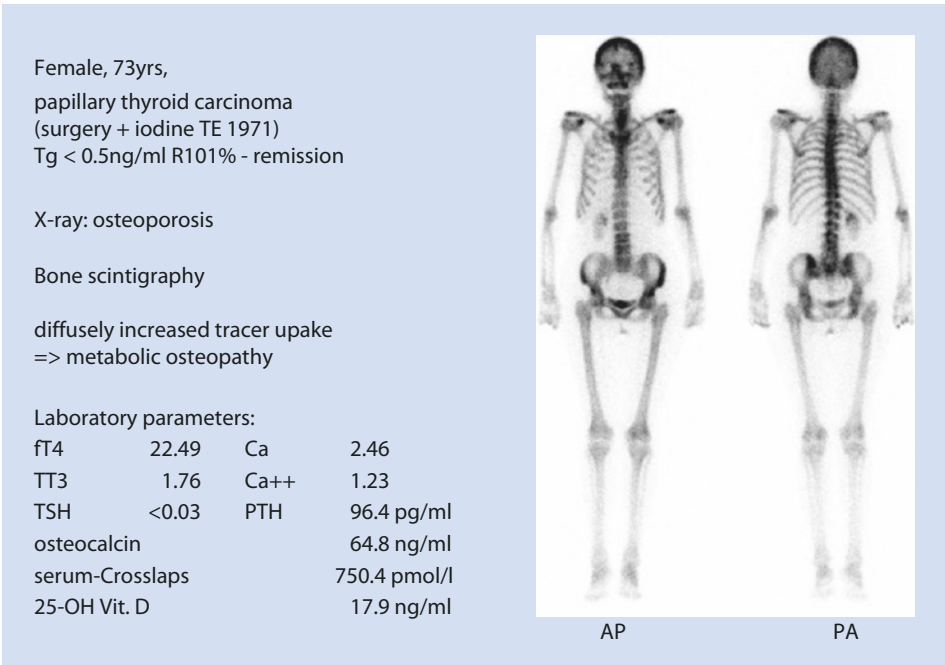 Female, 73yrs,
papillary thyroid carcinoma
(surgery + iodine TE 1971)
Tg < 0.5ng/ml R101% - remission
X-ray: osteoporosis
Bone scintigraphy
diffusely increased tracer upake
=> metabolic osteopathy
Laboratory parameters:
fT4 22.49 Ca 2.46
TT3 1.76 Ca++ 1.23
TSH <0.03 PTH 96.4 pg/ml
osteocalcin 64.8 ng/ml
serum-Crosslaps 750.4 pmol/l
25-OH Vit. D 17.9 ng/ml
AP PA